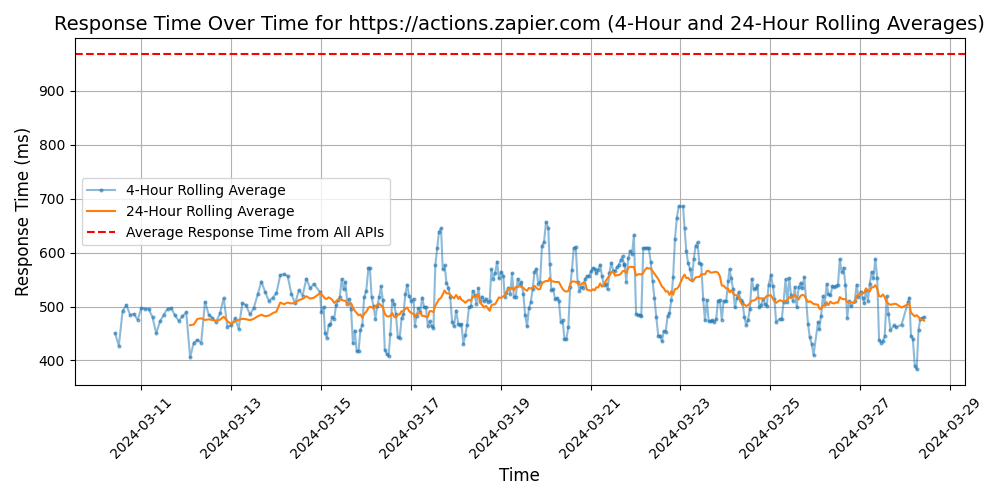 Response Time Over Time for https://actions.zapier.com (4-Hour and 24-Hour Rolling Averages)
Response Time (ms)
900
800
700
600
500
400
4-Hour Rolling Average
24-Hour Rolling Average
Average Response Time from All APIs
2024-03-11
2024-03-13
2024-03-15
2024-03-17
2024-03-19
2024-03-21
2024-03-23
2024-03-25
2024-03-27
2024-03-29
Time